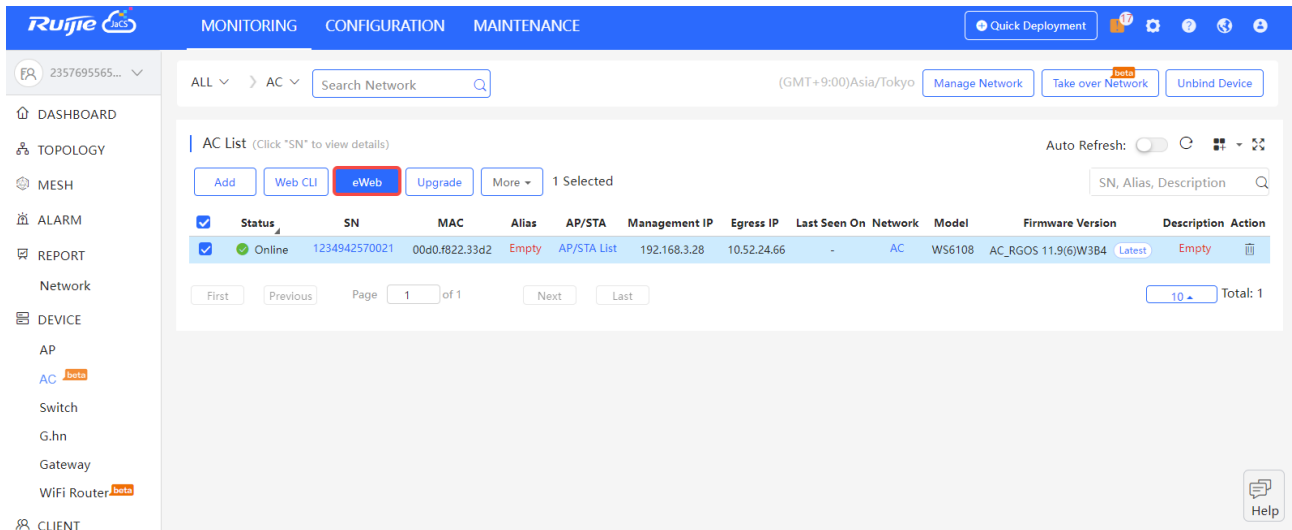 Ruijie JaCS MONITORING CONFIGURATION MAINTENANCE Quick Deployment 17
FA 2357695565... ALL AC Search Network (GMT+9:00)Asia/Tokyo Manage Network Take over Network beta Unbind Device
DASHBOARD
TOPOLOGY
MESH
ALARM
REPORT
Network
DEVICE
AP
AC beta
Switch
G.hn
Gateway
WiFi Router beta
CLIENT
AC List (Click "SN" to view details) Auto Refresh:
Add Web CLI eWeb Upgrade More 1 Selected SN, Alias, Description
Status SN MAC Alias AP/STA Management IP Egress IP Last Seen On Network Model Firmware Version Description Action
Online 1234942570021 00d0.f822.33d2 Empty AP/STA List 192.168.3.28 10.52.24.66 - AC WS6108 AC_RGOS 11.9(6)W3B4 Latest Empty
First Previous Page 1 of 1 Next Last 10 Total: 1
Help